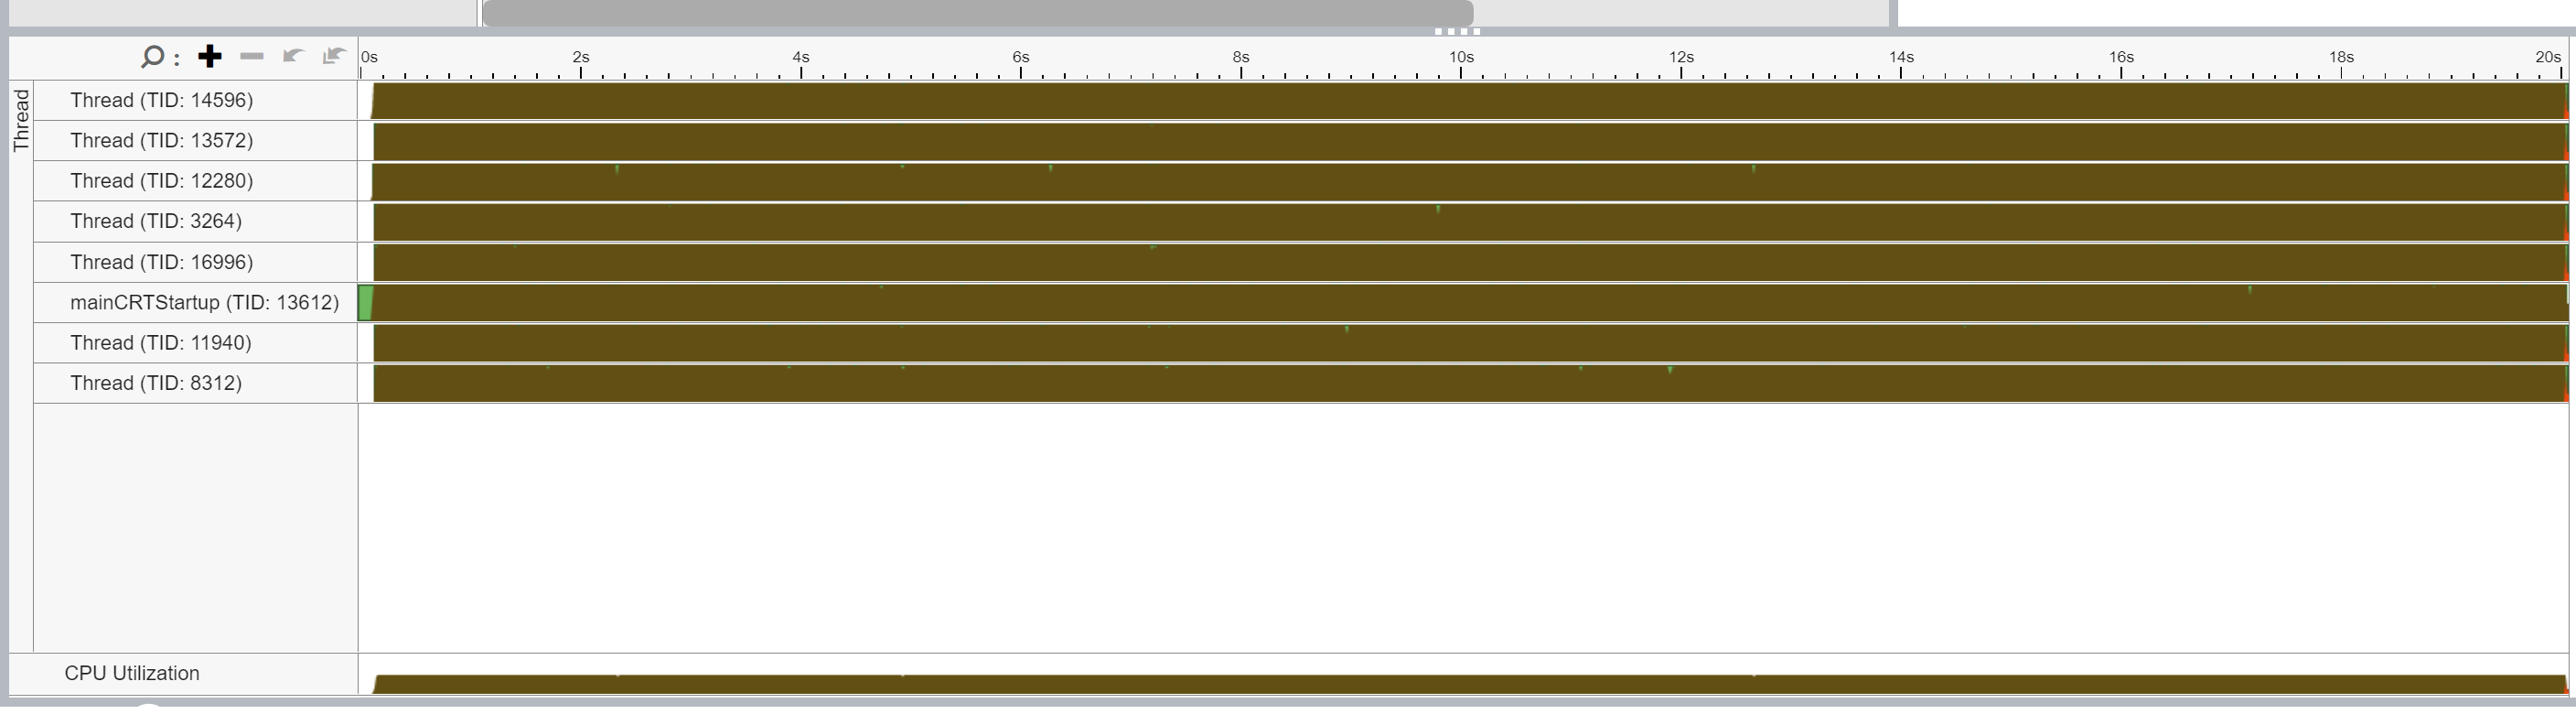 0s 2s 4s 6s 8s 10s 12s 14s 16s 18s 20s
Thread
Thread (TID: 14596)
Thread (TID: 13572)
Thread (TID: 12280)
Thread (TID: 3264)
Thread (TID: 16996)
mainCRTStartup (TID: 13612)
Thread (TID: 11940)
Thread (TID: 8312)
CPU Utilization